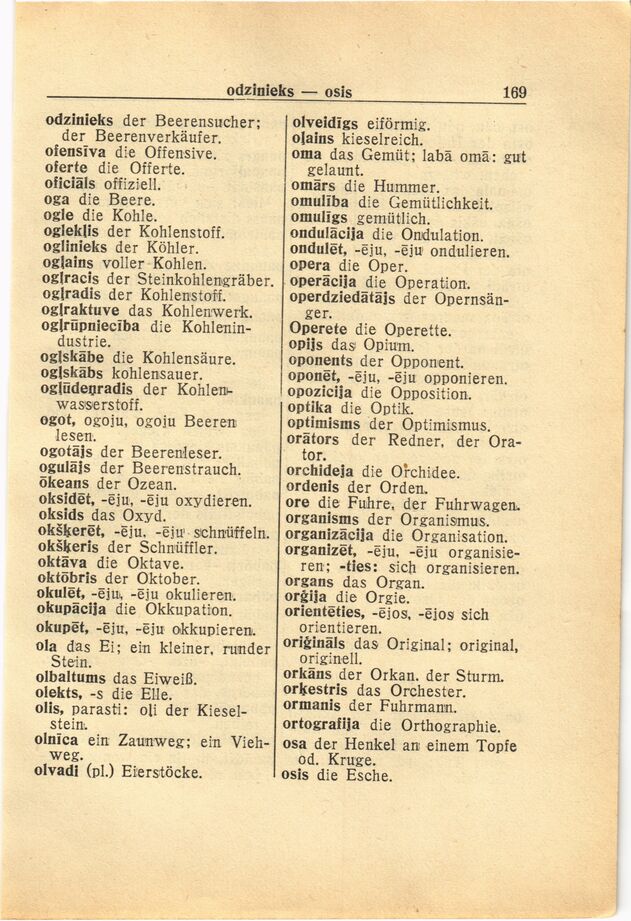 odzinieks — osis 169
odzinieks der Beerensucher;
der Beerenverkäufer.
ofensīva die Offensive.
oferte die Offerte.
oficiāls offiziell.
oga die Beere.
ogle die Kohle.
ogleklis der Kohlenstoff.
oglinieks der Köhler.
ogļains voller Kohlen.
ogļracis der Steinkohlengräber.
ogļradis der Kohlenstoff.
ogļraktuve das Kohlenwerk.
ogļrūpniecība die Kohlenin-
dustrie.
ogļskābe die Kohlensäure.
ogļskābs kohlensauer.
ogļūdeņradis der Kohlen-
wasserstoff.
ogot, ogoju, ogoju Beeren
lesen.
ogotājs der Beerenleser.
ogulājs der Beerenstrauch.
ōkeans der Ozean.
oksidēt, -ēju, -ēju oxydieren.
oksids das Oxyd.
okšķerēt, -ēju, -ēju schnüffeln.
okšķeris der Schnüffler.
oktāva die Oktave.
oktōbris der Oktober.
okulēt, -ēju, -ēju okulieren.
okupācija die Okkupation.
okupēt, -ēju, -ēju okkupieren.
ola das Ei; ein kleiner, runder
Stein.
olbaltums das Eiweiß.
olekts, -s die Elle.
olis, parasti: oļi der Kiesel-
stein.
olnīca ein Zaunweg; ein Vieh-
weg.
olvadi (pl.) Eierstöcke.
olveidīgs eiförmig.
oļains kieselreich.
oma das Gemüt; labā omā: gut
gelaunt.
omārs die Hummer.
omulība die Gemütlichkeit.
omulīgs gemütlich.
ondulācija die Ondulation.
ondulēt, -ēju, -ēju ondulieren.
opera die Oper.
operācija die Operation.
operdziedātājs der Opernsän-
ger.
Operete die Operette.
opijs das Opium.
oponents der Opponent.
oponēt, -ēju, -ēju opponieren.
opozicija die Opposition.
optika die Optik.
optimisms der Optimismus.
orātors der Redner, der Ora-
tor.
orchideja die Orchidee.
ordenis der Orden.
ore die Fuhre, der Fuhrwagen.
organisms der Organismus.
organizācija die Organisation.
organizēt, -ēju, -ēju organisie-
ren; -ties: sich organisieren.
organs das Organ.
orģija die Orgie.
orientēties, -ējos, -ējos sich
orientieren.
oriģināls das Original; original,
originell.
orkāns der Orkan, der Sturm.
orķestris das Orchester.
ormanis der Fuhrmann.
ortografija die Orthographie.
osa der Henkel an einem Topfe
od. Kruge.
osis die Esche.